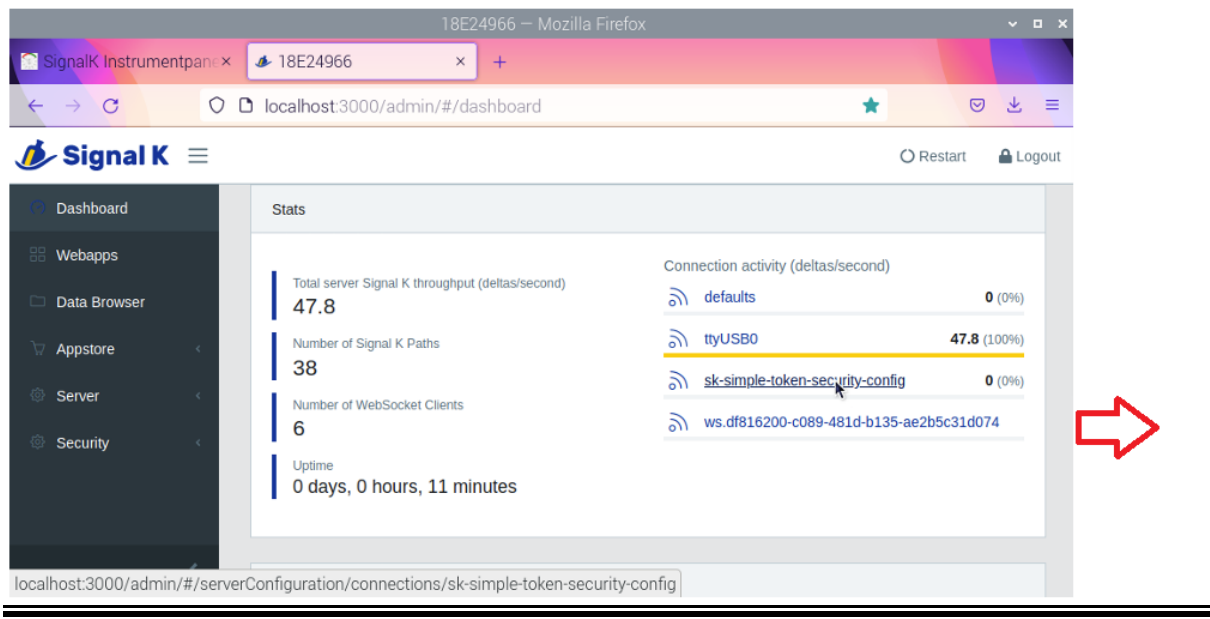 18E24966 — Mozilla Firefox
SignalK Instrumentpane
18E24966
localhost:3000/admin/#/dashboard
Signal K
Restart
Logout
Dashboard
Webapps
Data Browser
Appstore
Server
Security
Stats
Total server Signal K throughput (deltas/second)
47.8
Number of Signal K Paths
38
Number of WebSocket Clients
6
Uptime
0 days, 0 hours, 11 minutes
Connection activity (deltas/second)
defaults 0 (0%)
ttyUSB0 47.8 (100%)
sk-simple-token-security-config 0 (0%)
ws.df816200-c089-481d-b135-ae2b5c31d074
localhost:3000/admin/#/serverConfiguration/connections/sk-simple-token-security-config